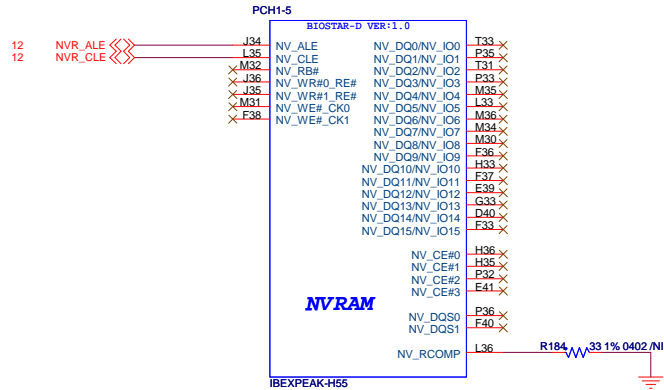 PCH1-5
BIOSTAR-D VER:1.0
12 NVR_ALE J34 NV_ALE NV_DQ0/NV_IO0 T33
12 NVR_CLE L35 NV_CLE NV_DQ1/NV_IO1 P35
M32 NV_RB# NV_DQ2/NV_IO2 T31
J36 NV_WR#0_RE# NV_DQ3/NV_IO3 P33
J35 NV_WR#1_RE# NV_DQ4/NV_IO4 M35
M31 NV_WE#_CK0 NV_DQ5/NV_IO5 L33
F38 NV_WE#_CK1 NV_DQ6/NV_IO6 M36
NV_DQ7/NV_IO7 M34
NV_DQ8/NV_IO8 M30
NV_DQ9/NV_IO9 F36
NV_DQ10/NV_IO10 H33
NV_DQ11/NV_IO11 F37
NV_DQ12/NV_IO12 E39
NV_DQ13/NV_IO13 G33
NV_DQ14/NV_IO14 D40
NV_DQ15/NV_IO15 F33
NV_CE#0 H36
NV_CE#1 H35
NV_CE#2 P32
NV_CE#3 E41
NVRAM
NV_DQS0 P36
NV_DQS1 F40
NV_RCOMP L36 R184 33 1% 0402 /NI
IBEXPEAK-H55